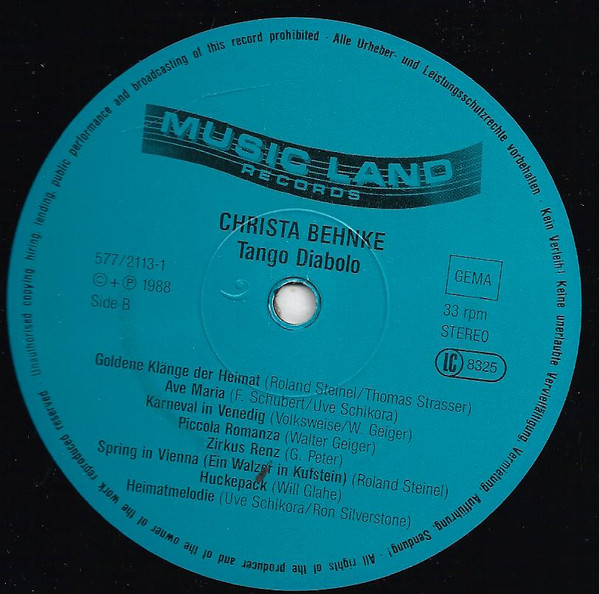 MUSIC LAND
RECORDS
CHRISTA BEHNKE
Tango Diabolo
577/2113-1
©+℗ 1988
Side B
GEMA
33 rpm
STEREO
LC 8325
Goldene Klänge der Heimat (Roland Steinel/Thomas Strasser)
Ave Maria (F. Schubert/Uve Schikora)
Karneval in Venedig (Volksweise/W. Geiger)
Piccola Romanza (Walter Geiger)
Zirkus Renz (G. Peter)
Spring in Vienna (Ein Walzer in Kufstein) (Roland Steinel)
Huckepack (Will Glahe)
Heimatmelodie (Uve Schikora/Ron Silverstone)
· All rights of the producer and of the owner of the work reproduced reserved · Unauthorised copying, hiring, lending, public performance and broadcasting of this record prohibited · Alle Urheber- und Leistungsschutzrechte vorbehalten · Kein Verleih! Keine unerlaubte Vervielfältigung, Vermietung, Aufführung, Sendung!